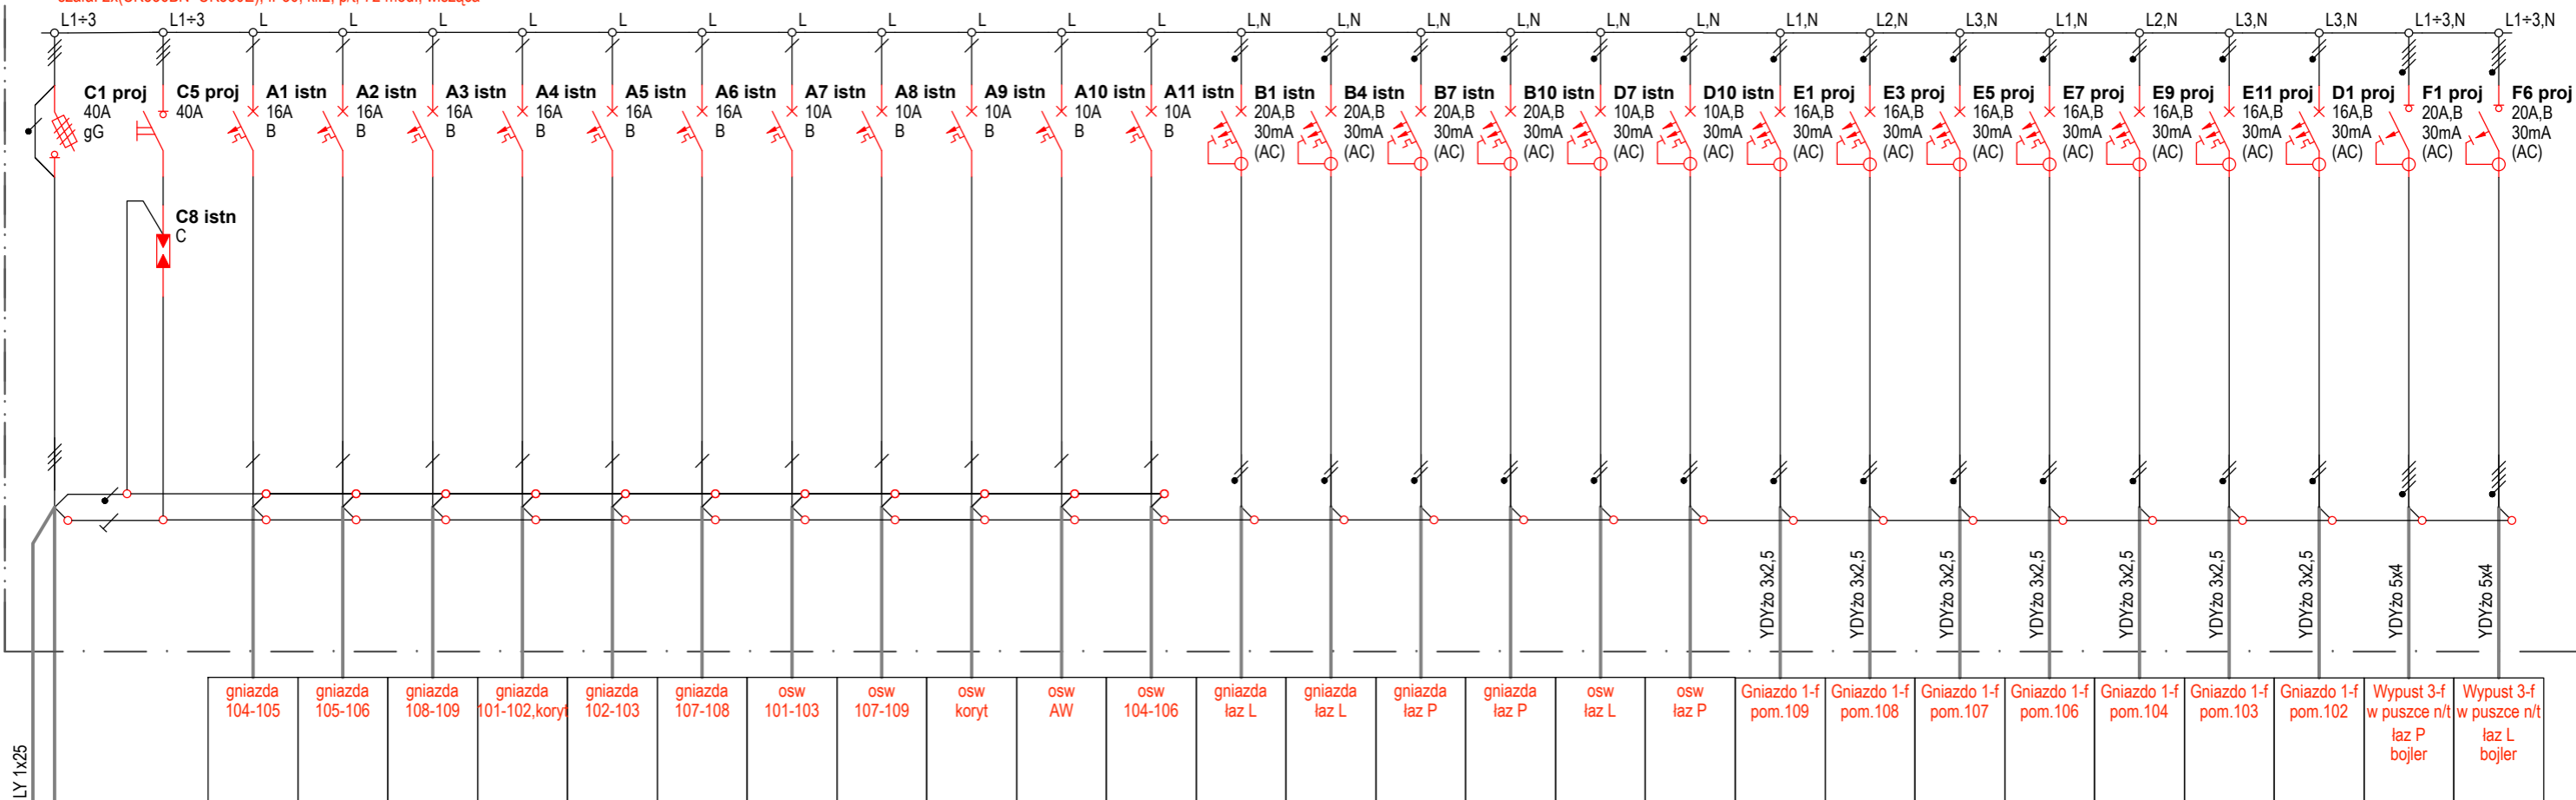 L1÷3 L1÷3 L L L L L L L L L L L L,N L,N L,N L,N L,N L,N L1,N L2,N L3,N L1,N L2,N L3,N L3,N L1÷3,N L1÷3,N
C1 proj
40A
gG
C5 proj
40A
A1 istn
16A
B
A2 istn
16A
B
A3 istn
16A
B
A4 istn
16A
B
A5 istn
16A
B
A6 istn
16A
B
A7 istn
10A
B
A8 istn
10A
B
A9 istn
10A
B
A10 istn
10A
B
A11 istn
10A
B
B1 istn
20A,B
30mA
(AC)
B4 istn
20A,B
30mA
(AC)
B7 istn
20A,B
30mA
(AC)
B10 istn
20A,B
30mA
(AC)
D7 istn
10A,B
30mA
(AC)
D10 istn
10A,B
30mA
(AC)
E1 proj
16A,B
30mA
(AC)
E3 proj
16A,B
30mA
(AC)
E5 proj
16A,B
30mA
(AC)
E7 proj
16A,B
30mA
(AC)
E9 proj
16A,B
30mA
(AC)
E11 proj
16A,B
30mA
(AC)
D1 proj
16A,B
30mA
(AC)
F1 proj
20A,B
30mA
(AC)
F6 proj
20A,B
30mA
(AC)
C8 istn
C
YDYżo 3x2,5
YDYżo 3x2,5
YDYżo 3x2,5
YDYżo 3x2,5
YDYżo 3x2,5
YDYżo 3x2,5
YDYżo 3x2,5
YDYżo 5x4
YDYżo 5x4
LY 1x25
gniazda
104-105
gniazda
105-106
gniazda
108-109
gniazda
101-102,koryt
gniazda
102-103
gniazda
107-108
osw
101-103
osw
107-109
osw
koryt
osw
AW
osw
104-106
gniazda
łaz L
gniazda
łaz L
gniazda
łaz P
gniazda
łaz P
osw
łaz L
osw
łaz P
Gniazdo 1-f
pom.109
Gniazdo 1-f
pom.108
Gniazdo 1-f
pom.107
Gniazdo 1-f
pom.106
Gniazdo 1-f
pom.104
Gniazdo 1-f
pom.103
Gniazdo 1-f
pom.102
Wypust 3-f
w puszce n/t
łaz P
bojler
Wypust 3-f
w puszce n/t
łaz L
bojler